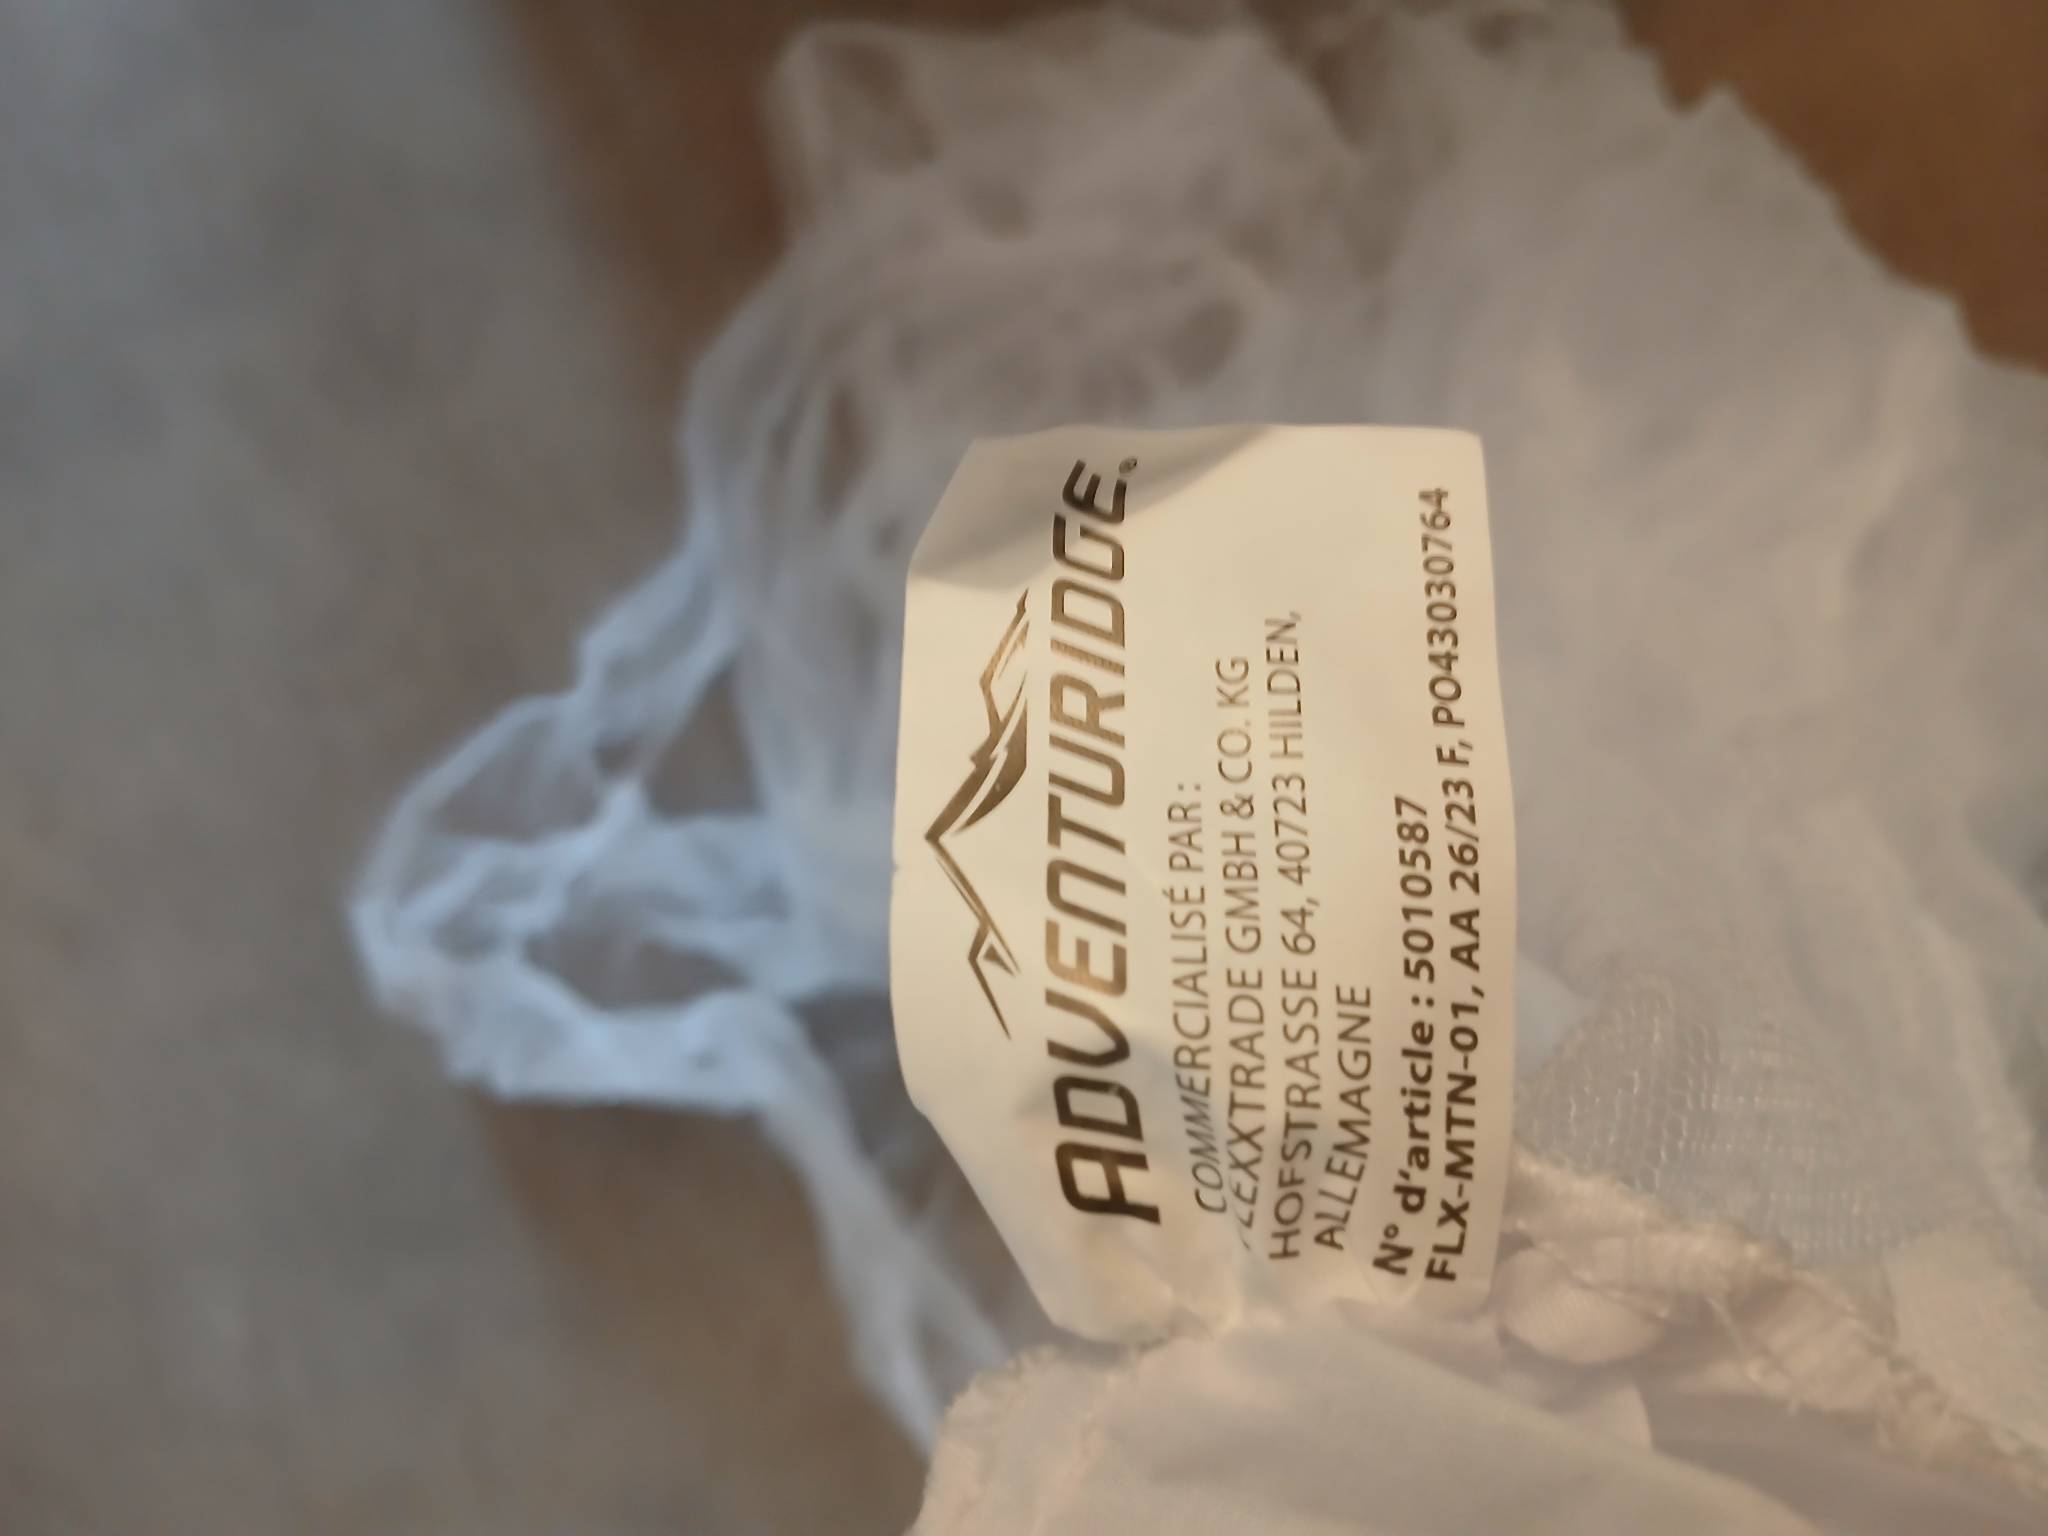 ADVENTURIDGE®
COMMERCIALISÉ PAR :
FLEXXTRADE GMBH & CO. KG
HOFSTRASSE 64, 40723 HILDEN,
ALLEMAGNE
N° d'article : 5010587
FLX-MTN-01, AA 26/23 F, PO43030764